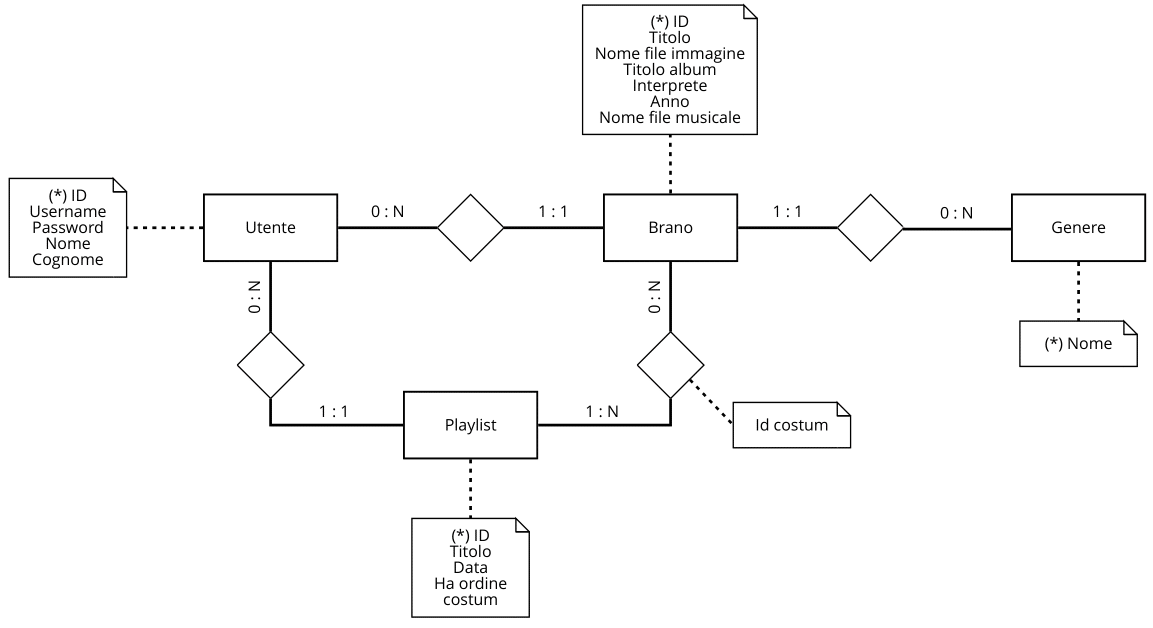 (*) ID
Titolo
Nome file immagine
Titolo album
Interprete
Anno
Nome file musicale
(*) ID
Username
Password
Nome
Cognome
Utente
0 : N
1 : 1
Brano
1 : 1
0 : N
Genere
0 : N
0 : N
(*) Nome
1 : 1
Playlist
1 : N
Id costum
(*) ID
Titolo
Data
Ha ordine
costum